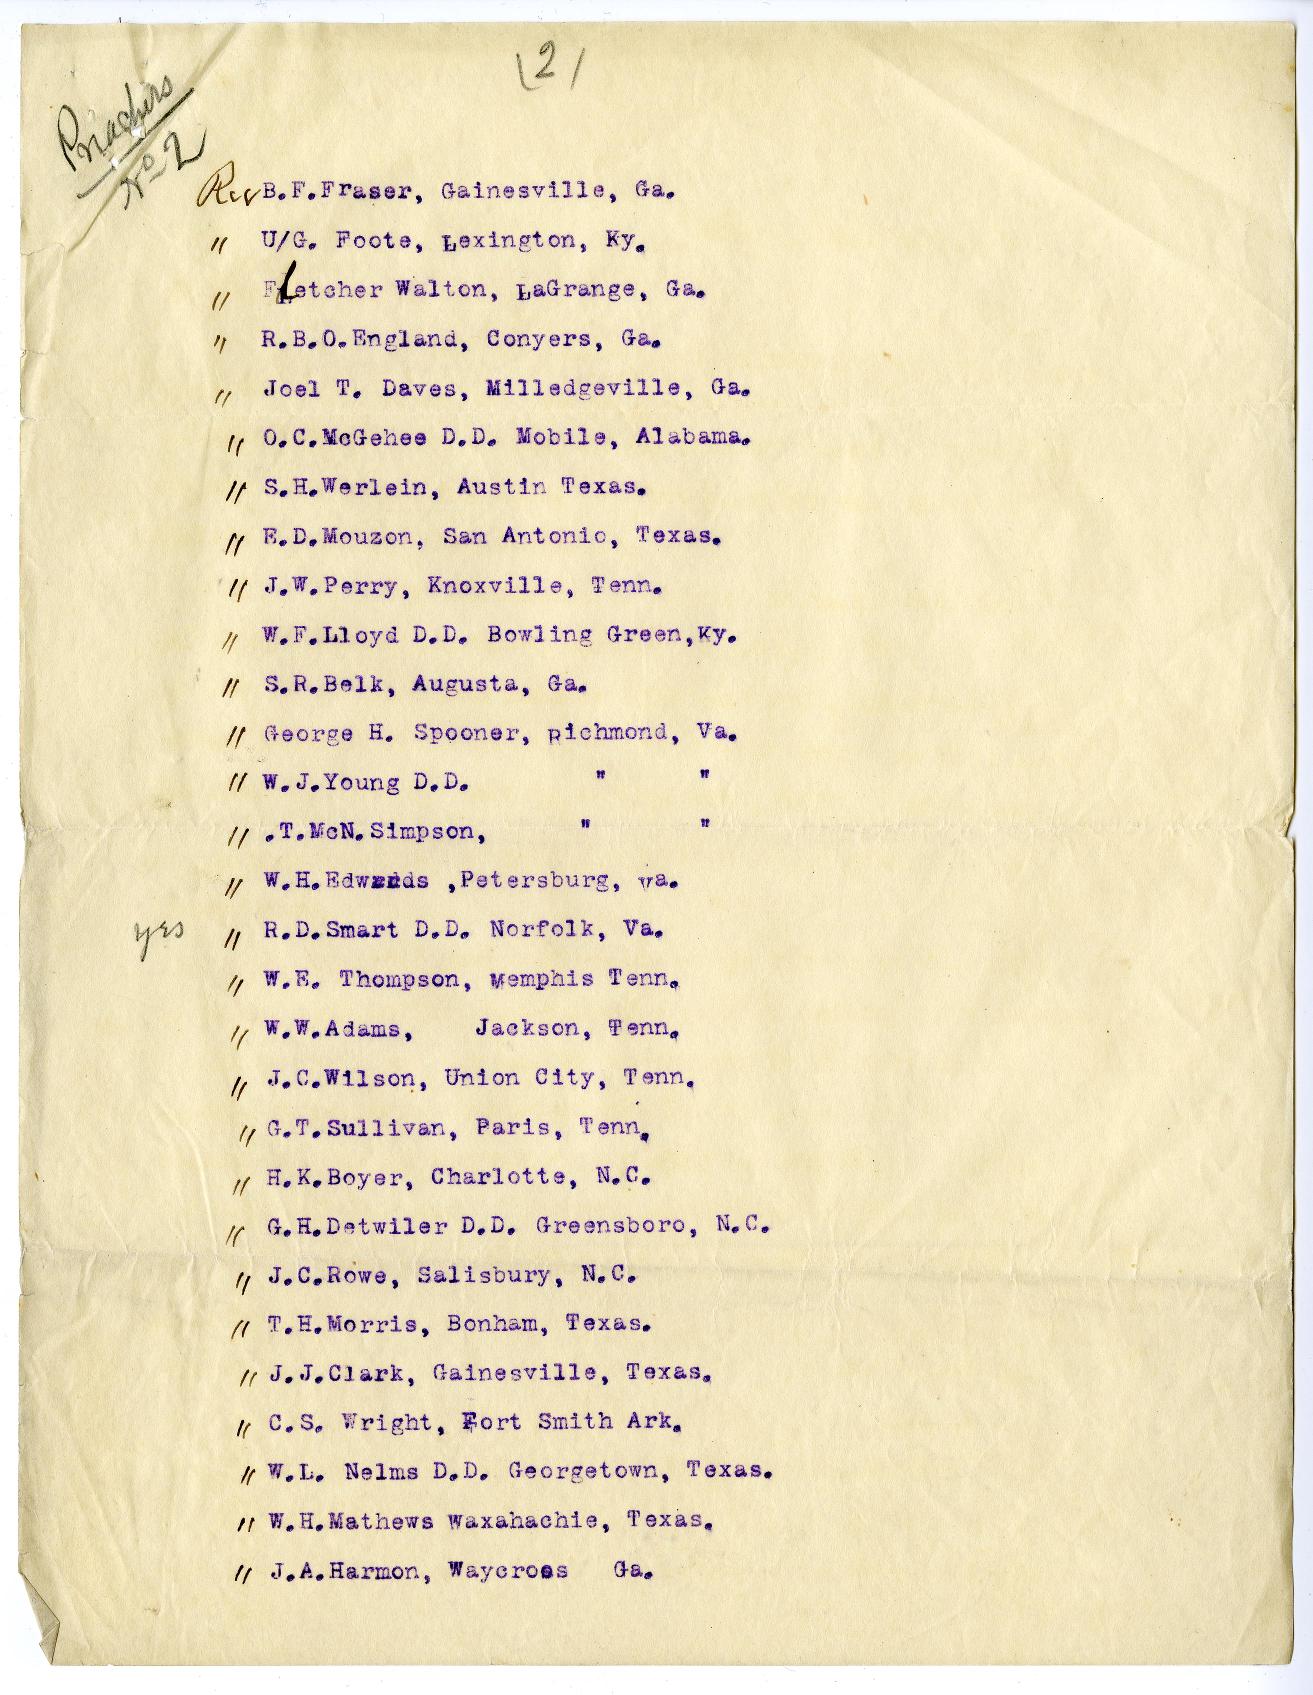 (2)
Preachers
No 2
Rev B.F.Fraser, Gainesville, Ga.
" U/G. Foote, Lexington, Ky.
" Fletcher Walton, LaGrange, Ga.
" R.B.O.England, Conyers, Ga.
" Joel T. Daves, Milledgeville, Ga.
" O.C.McGehee D.D. Mobile, Alabama.
" S.H.Werlein, Austin Texas.
" E.D.Mouzon, San Antonio, Texas.
" J.W.Perry, Knoxville, Tenn.
" W.F.Lloyd D.D. Bowling Green,Ky.
" S.R.Belk, Augusta, Ga.
" George H. Spooner, Richmond, Va.
" W.J.Young D.D. " "
" .T.McN.Simpson, " "
" W.H.Edwards ,Petersburg, Va.
yes " R.D.Smart D.D. Norfolk, Va.
" W.E. Thompson, Memphis Tenn.
" W.W.Adams, Jackson, Tenn.
" J.C.Wilson, Union City, Tenn.
" G.T.Sullivan, Paris, Tenn.
" H.K.Boyer, Charlotte, N.C.
" G.H.Detwiler D.D. Greensboro, N.C.
" J.C.Rowe, Salisbury, N.C.
" T.H.Morris, Bonham, Texas.
" J.J.Clark, Gainesville, Texas.
" C.S. Wright, Fort Smith Ark.
" W.L. Nelms D.D. Georgetown, Texas.
" W.H.Mathews Waxahachie, Texas.
" J.A.Harmon, Waycross Ga.